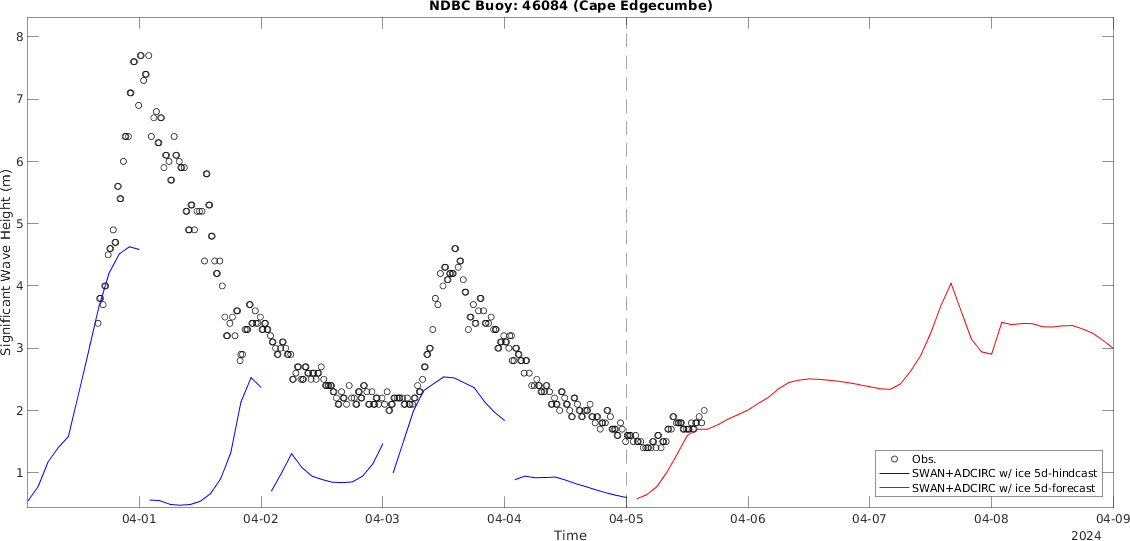 NDBC Buoy: 46084 (Cape Edgecumbe)
8
7
6
5
4
3
2
1
Significant Wave Height (m)
Obs.
SWAN+ADCIRC w/ ice 5d-hindcast
SWAN+ADCIRC w/ ice 5d-forecast
04-01 04-02 04-03 04-04 04-05 04-06 04-07 04-08 04-09
Time
2024